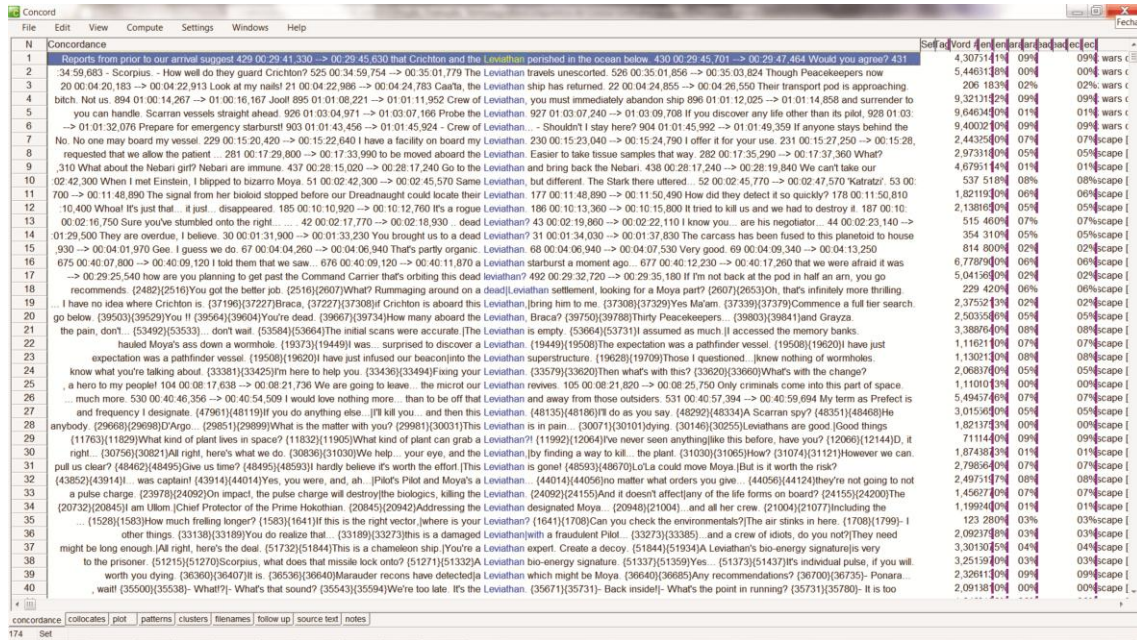 Concord
Fecha
File Edit View Compute Settings Windows Help
N Concordance
1 Reports from prior to our arrival suggest 429 00:29:41,330 --> 00:29:45,630 that Crichton and the Leviathan perished in the ocean below. 430 00:29:45,701 --> 00:29:47,464 Would you agree? 431
2 :34:59,683 - Scorpius. - How well do they guard Crichton? 525 00:34:59,754 --> 00:35:01,779 The Leviathan travels unescorted. 526 00:35:01,856 --> 00:35:03,824 Though Peacekeepers now
3 20 00:04:20,183 --> 00:04:22,913 Look at my nails! 21 00:04:22,986 --> 00:04:24,783 Caa'ta, the Leviathan ship has returned. 22 00:04:24,855 --> 00:04:26,550 Their transport pod is approaching.
4 bitch. Not us. 894 01:00:14,267 --> 01:00:16,167 Jool! 895 01:01:08,221 --> 01:01:11,952 Crew of Leviathan, you must immediately abandon ship 896 01:01:12,025 --> 01:01:14,858 and surrender to
5 you can handle. Scarran vessels straight ahead. 926 01:03:04,971 --> 01:03:07,166 Probe the Leviathan. 927 01:03:07,240 --> 01:03:09,708 If you discover any life other than its pilot, 928 01:03:
6 --> 01:01:32,076 Prepare for emergency starburst! 903 01:01:43,456 --> 01:01:45,924 - Crew of Leviathan... - Shouldn't I stay here? 904 01:01:45,992 --> 01:01:49,359 If anyone stays behind the
7 No. No one may board my vessel. 229 00:15:20,420 --> 00:15:22,640 I have a facility on board my Leviathan. 230 00:15:23,040 --> 00:15:24,790 I offer it for your use. 231 00:15:27,250 --> 00:15:28,
8 requested that we allow the patient ... 281 00:17:29,800 --> 00:17:33,990 to be moved aboard the Leviathan. Easier to take tissue samples that way. 282 00:17:35,290 --> 00:17:37,360 What?
9 ,310 What about the Nebari girl? Nebari are immune. 437 00:28:15,020 --> 00:28:17,240 Go to the Leviathan and bring back the Nebari. 438 00:28:17,240 --> 00:28:19,840 We can't take our
10 :02:42,300 When I met Einstein, I blipped to bizarro Moya. 51 00:02:42,300 --> 00:02:45,570 Same Leviathan, but different. The Stark there uttered... 52 00:02:45,770 --> 00:02:47,570 'Katratzi'. 53 00:
11 700 --> 00:11:48,890 The signal from her bioloid stopped before our Dreadnaught could locate their Leviathan. 177 00:11:48,890 --> 00:11:50,490 How did they detect it so quickly? 178 00:11:50,810
12 :10,400 Whoa! It's just that... it just... disappeared. 185 00:10:10,920 --> 00:10:12,760 It's a rogue Leviathan. 186 00:10:13,360 --> 00:10:15,800 It tried to kill us and we had to destroy it. 187 00:10:
13 00:02:16,750 Sure you've stumbled onto the right... ... 42 00:02:17,770 --> 00:02:18,930 .. dead Leviathan? 43 00:02:19,860 --> 00:02:22,110 I know you... are his negotiator... 44 00:02:23,140 -->
14 :01:29,500 They are overdue, I believe. 30 00:01:31,900 --> 00:01:33,230 You brought us to a dead Leviathan? 31 00:01:34,030 --> 00:01:37,830 The carcass has been fused to this planetoid to house
15 ,930 --> 00:04:01,970 Gee. I guess we do. 67 00:04:04,260 --> 00:04:06,940 That's partly organic. Leviathan. 68 00:04:06,940 --> 00:04:07,530 Very good. 69 00:04:09,340 --> 00:04:13,250
16 675 00:40:07,800 --> 00:40:09,120 I told them that we saw... 676 00:40:09,120 --> 00:40:11,870 a Leviathan starburst a moment ago... 677 00:40:12,230 --> 00:40:17,260 that we were afraid it was
17 --> 00:29:25,540 how are you planning to get past the Command Carrier that's orbiting this dead leviathan? 492 00:29:32,720 --> 00:29:35,180 If I'm not back at the pod in half an arn, you go
18 recommends. {2482}{2516}You got the better job. {2516}{2607}What? Rummaging around on a dead|Leviathan settlement, looking for a Moya part? {2607}{2653}Oh, that's infinitely more thrilling.
19 ... I have no idea where Crichton is. {37196}{37227}Braca, {37227}{37308}if Crichton is aboard this Leviathan,|bring him to me. {37308}{37329}Yes Ma'am. {37339}{37379}Commence a full tier search.
20 go below. {39503}{39529}You !! {39564}{39604}You're dead. {39667}{39734}How many aboard the Leviathan, Braca? {39750}{39788}Thirty Peacekeepers... {39803}{39841}and Grayza.
21 the pain, don't... {53492}{53533}... don't wait. {53584}{53664}The initial scans were accurate.|The Leviathan is empty. {53664}{53731}I assumed as much.|I accessed the memory banks.
22 hauled Moya's ass down a wormhole. {19373}{19449}I was... surprised to discover a Leviathan. {19449}{19508}The expectation was a pathfinder vessel. {19508}{19620}I have just
23 expectation was a pathfinder vessel. {19508}{19620}I have just infused our beacon|into the Leviathan superstructure. {19628}{19709}Those I questioned...|knew nothing of wormholes.
24 know what you're talking about. {33381}{33425}I'm here to help you. {33436}{33494}Fixing your Leviathan. {33579}{33620}Then what's with this? {33620}{33660}What's with the change?
25 , a hero to my people! 104 00:08:17,638 --> 00:08:21,736 We are going to leave... the microt our Leviathan revives. 105 00:08:21,820 --> 00:08:25,750 Only criminals come into this part of space.
26 ... much more. 530 00:40:46,356 --> 00:40:54,509 I would love nothing more... than to be off that Leviathan and away from those outsiders. 531 00:40:57,394 --> 00:40:59,694 My term as Prefect is
27 and frequency I designate. {47961}{48119}If you do anything else...|I'll kill you... and then this Leviathan. {48135}{48186}I'll do as you say. {48292}{48334}A Scarran spy? {48351}{48468}He
28 anybody. {29668}{29698}D'Argo... {29851}{29899}What is the matter with you? {29981}{30031}This Leviathan is in pain... {30071}{30101}dying. {30146}{30255}Leviathans are good.|Good things
29 {11763}{11829}What kind of plant lives in space? {11832}{11905}What kind of plant can grab a Leviathan?! {11992}{12064}I've never seen anything|like this before, have you? {12066}{12144}D, it
30 right... {30756}{30821}All right, here's what we do. {30836}{31030}We help... your eye, and the Leviathan,|by finding a way to kill... the plant. {31030}{31065}How? {31074}{31121}However we can.
31 pull us clear? {48462}{48495}Give us time? {48495}{48593}I hardly believe it's worth the effort.|This Leviathan is gone! {48593}{48670}Lo'La could move Moya.|But is it worth the risk?
32 {43852}{43914}I... was captain! {43914}{44014}Yes, you were, and, ah...|Pilot's Pilot and Moya's a Leviathan... {44014}{44056}no matter what orders you give... {44056}{44124}they're not going to not
33 a pulse charge. {23978}{24092}On impact, the pulse charge will destroy|the biologics, killing the Leviathan. {24092}{24155}And it doesn't affect|any of the life forms on board? {24155}{24200}The
34 {20732}{20845}I am Ullom.|Chief Protector of the Prime Hokothian. {20845}{20942}Addressing the Leviathan designated Moya... {20948}{21004}...and all her crew. {21004}{21077}Including the
35 ... {1528}{1583}How much frelling longer? {1583}{1641}If this is the right vector,|where is your Leviathan? {1641}{1708}Can you check the environmentals?|The air stinks in here. {1708}{1799}- I
36 other things. {33138}{33189}You do realize that... {33189}{33273}this is a damaged Leviathan|with a fraudulent Pilot... {33273}{33385}...and a crew of idiots, do you not?|They need
37 might be long enough.|All right, here's the deal. {51732}{51844}This is a chameleon ship.|You're a Leviathan expert. Create a decoy. {51844}{51934}A Leviathan's bio-energy signature|is very
38 to the prisoner. {51215}{51270}Scorpius, what does that missile lock onto? {51271}{51332}A Leviathan bio-energy signature. {51337}{51359}Yes... {51373}{51437}It's individual pulse, if you will.
39 worth you dying. {36360}{36407}It is. {36536}{36640}Marauder recons have detected|a Leviathan which might be Moya. {36640}{36685}Any recommendations? {36700}{36735}- Ponara...
40 , wait! {35500}{35538}- What!?|- What's that sound? {35543}{35594}We're too late. It's the Leviathan. {35671}{35731}- Back inside!|- What's the point in running? {35731}{35780}- It is too
concordance collocates plot patterns clusters filenames follow up source text notes
174 Set